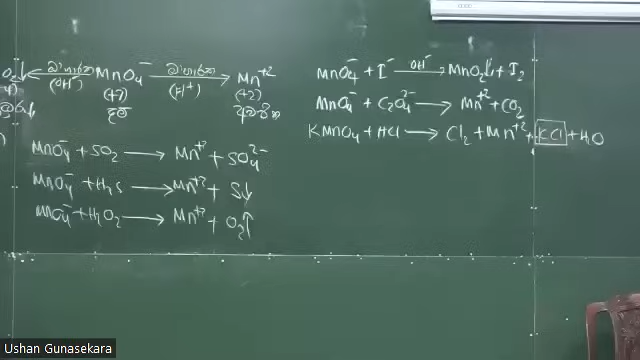 MnO₄⁻ → Mn⁺²
(OH⁻) (H⁺)
(+7) (+2)
MnO₄⁻ + SO₂ → Mn⁺² + SO₄²⁻
MnO₄⁻ + H₂S → Mn⁺² + S↓
MnO₄⁻ + H₂O₂ → Mn⁺² + O₂↑
MnO₄⁻ + I⁻ —OH⁻→ MnO₂↓ + I₂
MnO₄⁻ + C₂O₄²⁻ → Mn⁺² + CO₂
KMnO₄ + HCl → Cl₂ + Mn⁺² + KCl + H₂O
Ushan Gunasekara